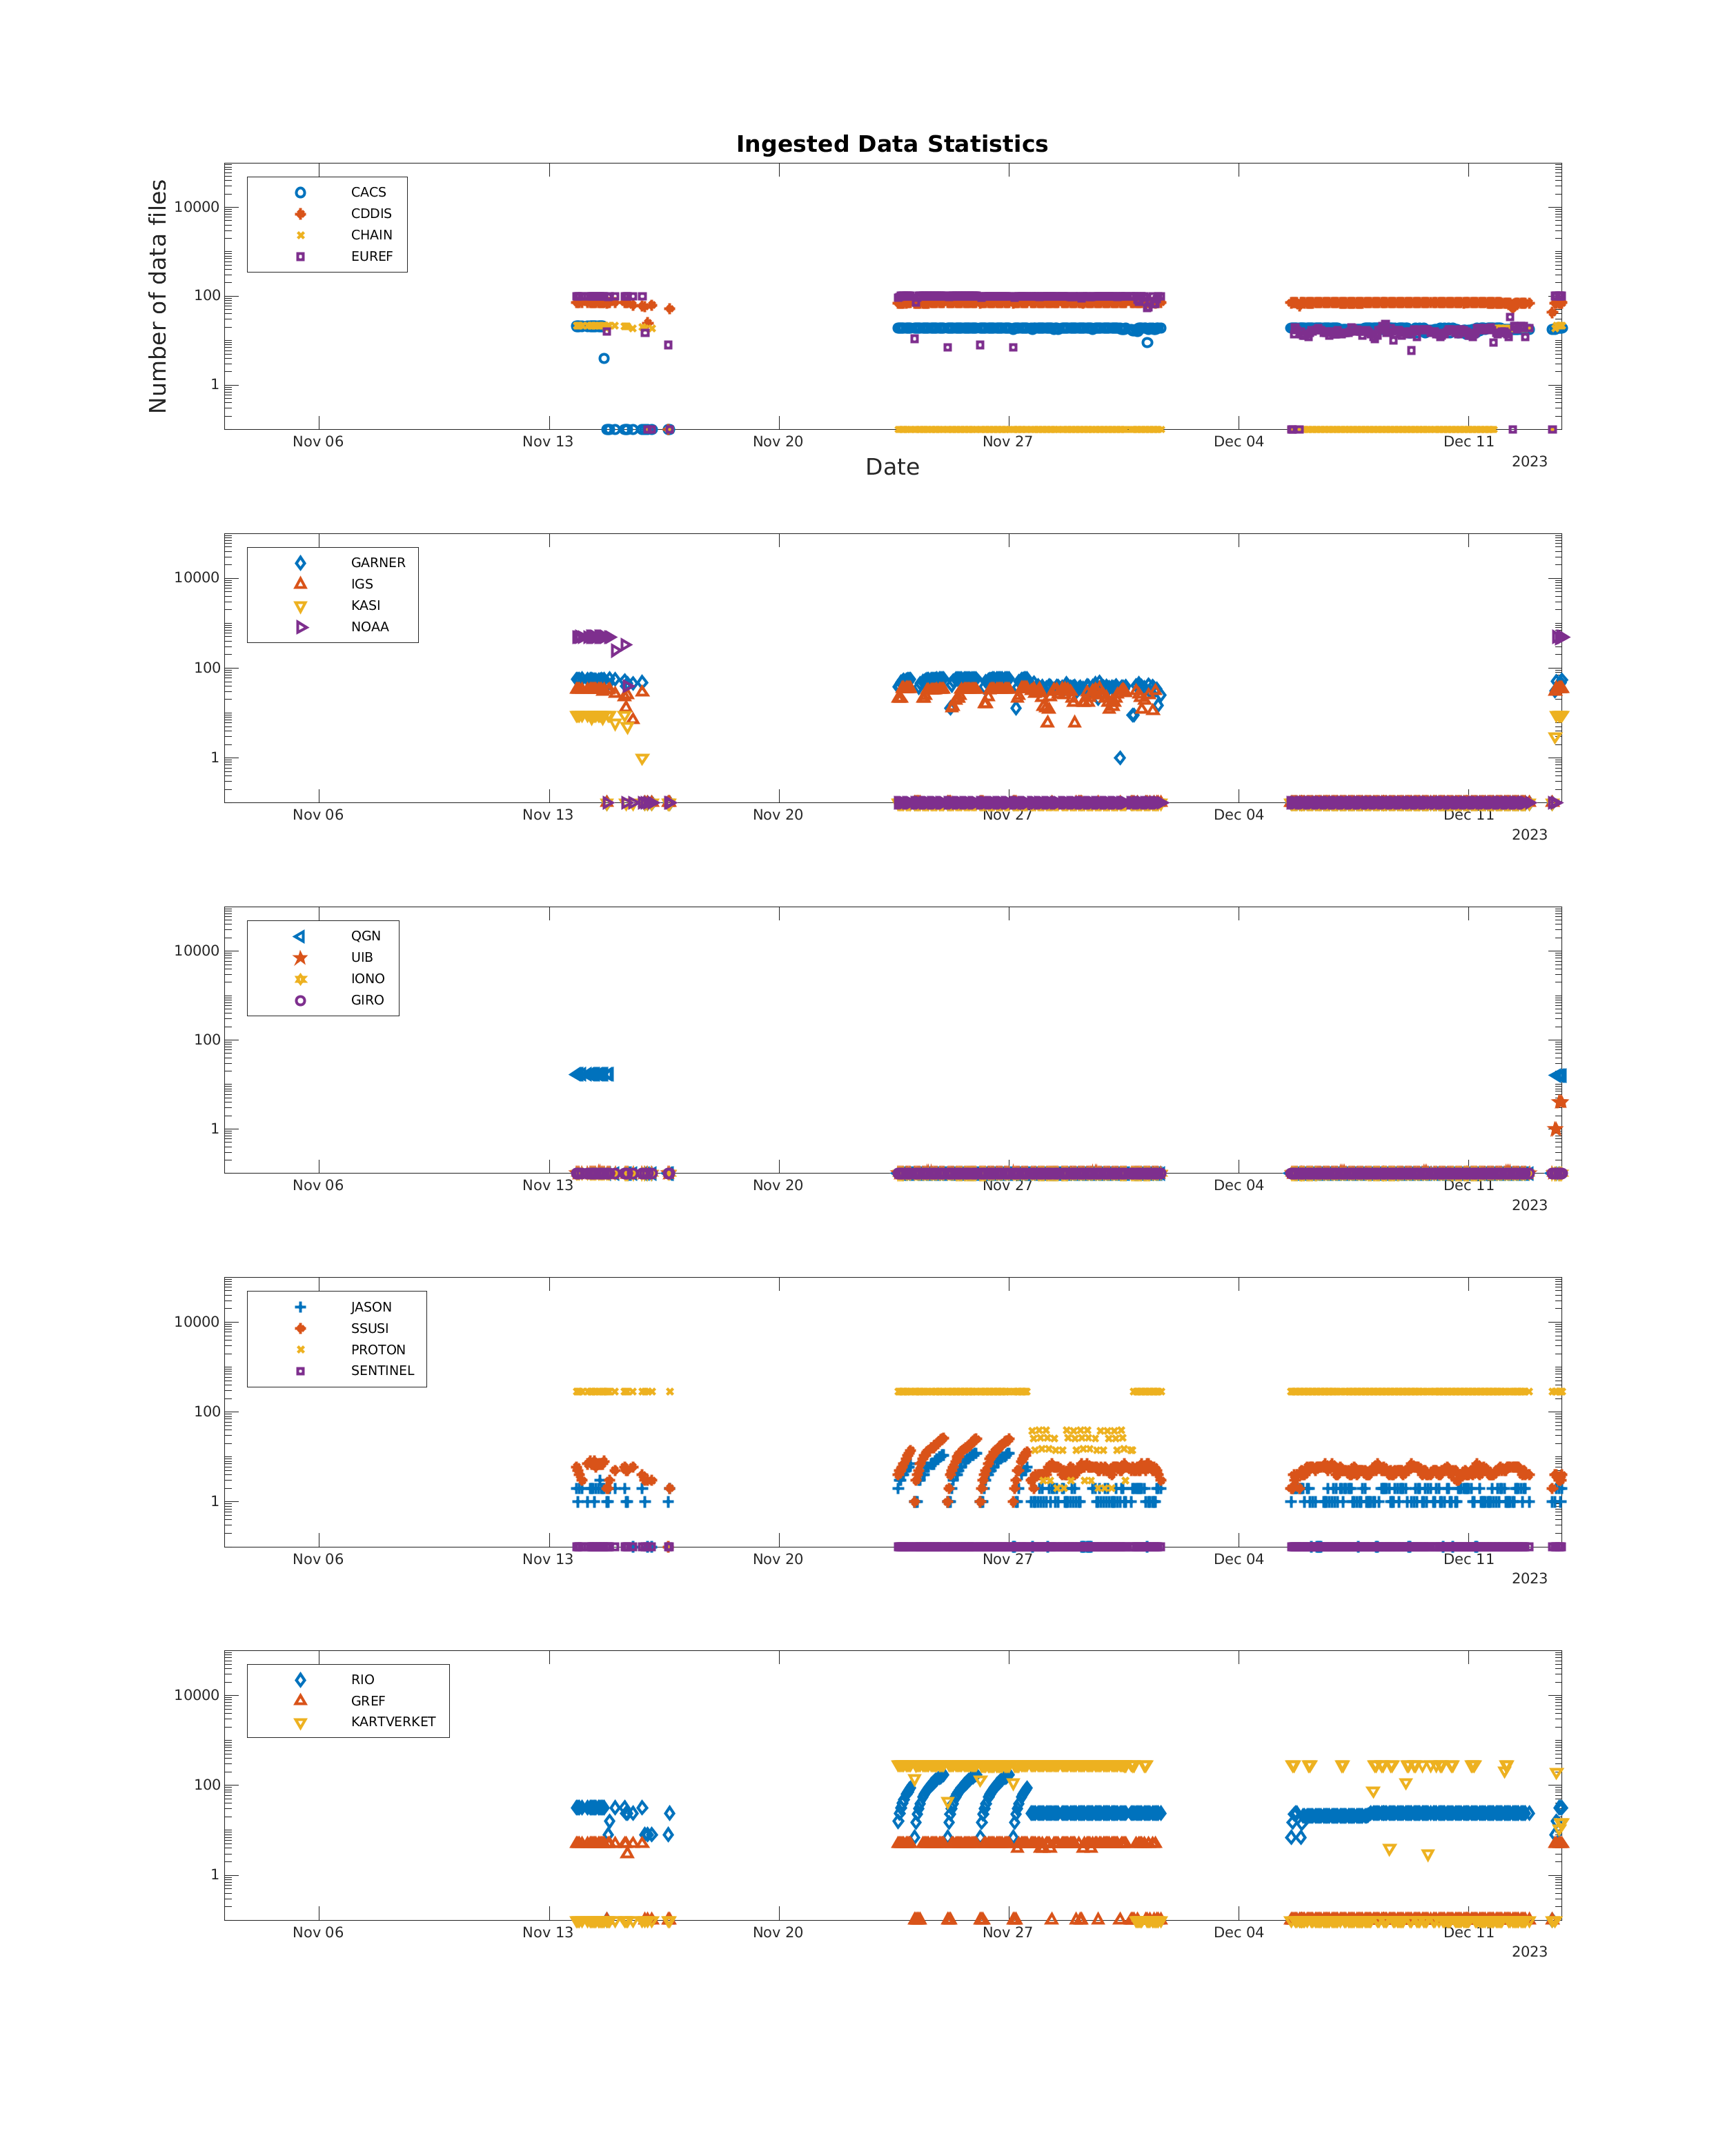 Ingested Data Statistics
Number of data files
10000
100
1
CACS
CDDIS
CHAIN
EUREF
Nov 06 Nov 13 Nov 20 Nov 27 Dec 04 Dec 11
2023
Date
10000
100
1
GARNER
IGS
KASI
NOAA
Nov 06 Nov 13 Nov 20 Nov 27 Dec 04 Dec 11
2023
10000
100
1
QGN
UIB
IONO
GIRO
Nov 06 Nov 13 Nov 20 Nov 27 Dec 04 Dec 11
2023
10000
100
1
JASON
SSUSI
PROTON
SENTINEL
Nov 06 Nov 13 Nov 20 Nov 27 Dec 04 Dec 11
2023
10000
100
1
RIO
GREF
KARTVERKET
Nov 06 Nov 13 Nov 20 Nov 27 Dec 04 Dec 11
2023